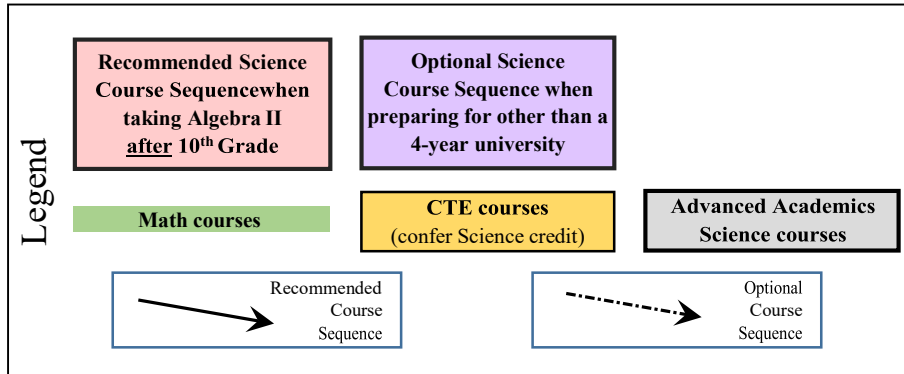 Legend
Recommended Science
Course Sequencewhen
taking Algebra II
after 10th Grade
Optional Science
Course Sequence when
preparing for other than a
4-year university
Math courses
CTE courses
(confer Science credit)
Advanced Academics
Science courses
Recommended
Course
Sequence
Optional
Course
Sequence